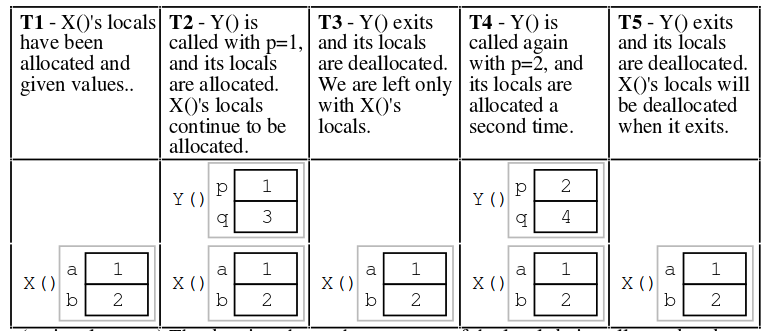 T1 - X()'s locals
have been
allocated and
given values..
T2 - Y() is
called with p=1,
and its locals
are allocated.
X()'s locals
continue to be
allocated.
T3 - Y() exits
and its locals
are deallocated.
We are left only
with X()'s
locals.
T4 - Y() is
called again
with p=2, and
its locals are
allocated a
second time.
T5 - Y() exits
and its locals
are deallocated.
X()'s locals will
be deallocated
when it exits.
Y() p 1
q 3
Y() p 2
q 4
X() a 1
b 2
X() a 1
b 2
X() a 1
b 2
X() a 1
b 2
X() a 1
b 2